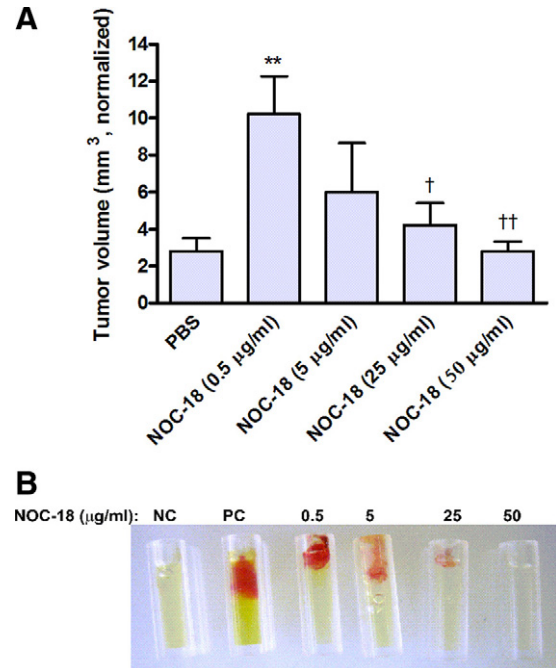 A
Tumor volume (mm 3, normalized)
14
12
10
8
6
4
2
0
**
†
††
PBS
NOC-18 (0.5 µg/ml)
NOC-18 (5 µg/ml)
NOC-18 (25 µg/ml)
NOC-18 (50 µg/ml)
B
NOC-18 (µg/ml): NC PC 0.5 5 25 50